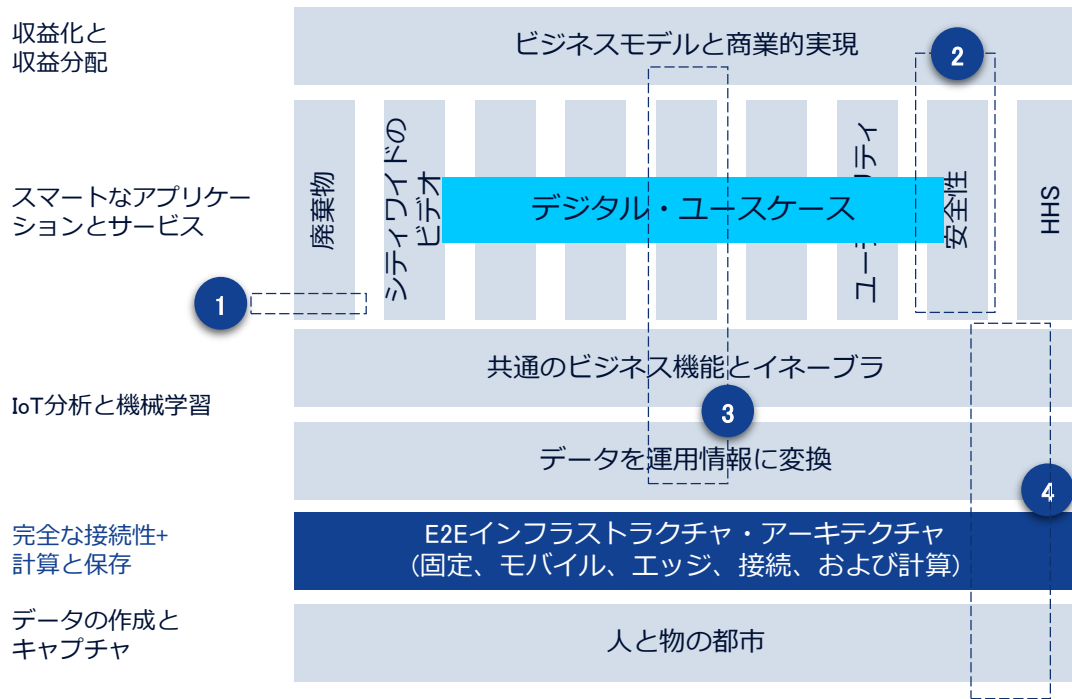 収益化と
収益分配
ビジネスモデルと商業的実現
2
スマートなアプリケー
ションとサービス
廃棄物
シティワイドの
ビデオ
デジタル・ユースケース
安全性
HHS
1
共通のビジネス機能とイネーブラ
IoT分析と機械学習
3
データを運用情報に変換
4
完全な接続性+
計算と保存
E2Eインフラストラクチャ・アーキテクチャ
(固定、モバイル、エッジ、接続、および計算)
データの作成と
キャプチャ
人と物の都市